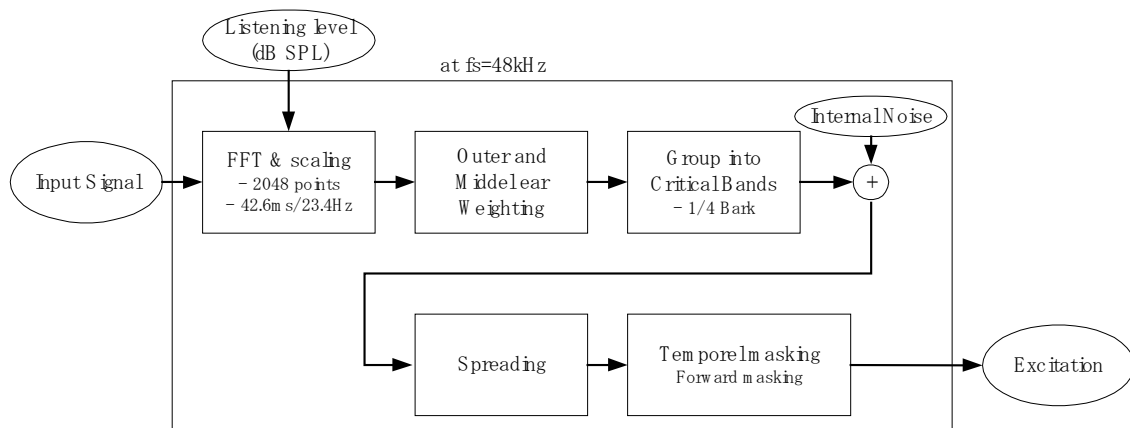 Listening level
(dB SPL)
at fs=48kHz
Internal Noise
Input Signal
FFT & scaling
- 2048 points
- 42.6ms/23.4Hz
Outer and
Middel ear
Weighting
Group into
Critical Bands
- 1/4 Bark
+
Spreading
Temporel masking
Forward masking
Excitation